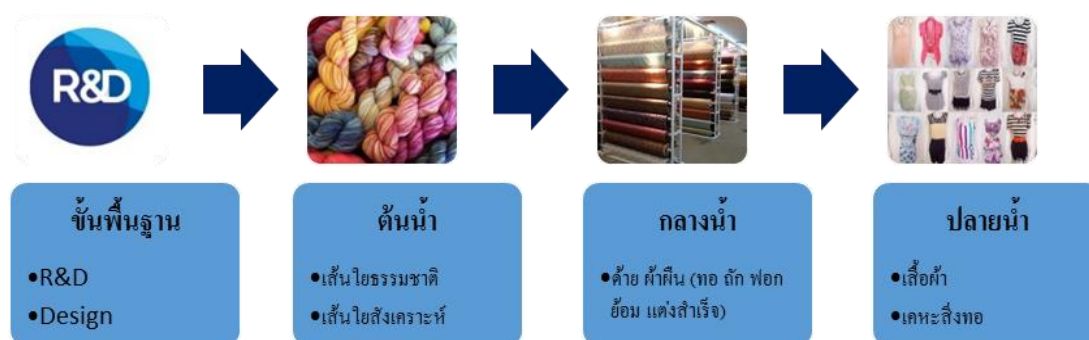 R&D
ขั้นพื้นฐาน
•R&D
•Design
ต้นน้ำ
•เส้นใยธรรมชาติ
•เส้นใยสังเคราะห์
กลางน้ำ
•ด้าย ผ้าผืน (ทอ ถัก ฟอก
ย้อม แต่งสำเร็จ)
ปลายน้ำ
•เสื้อผ้า
•เคหะสิ่งทอ